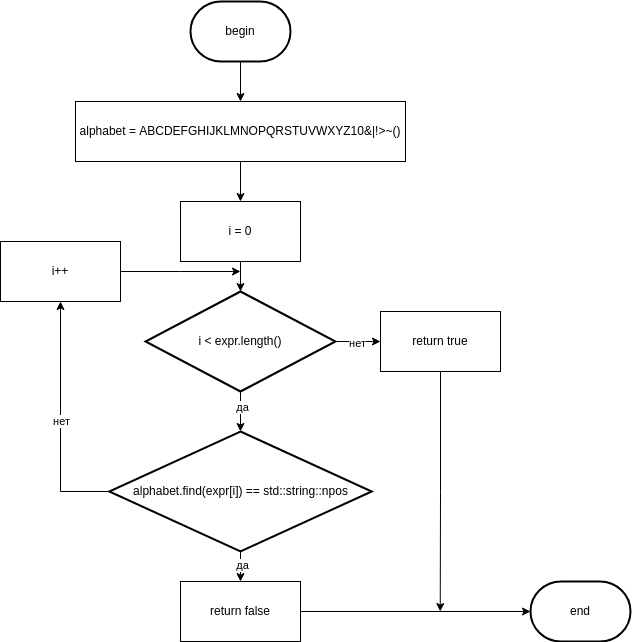 begin
alphabet = ABCDEFGHIJKLMNOPQRSTUVWXYZ10&|!>~()
i = 0
i++
i < expr.length()
нет
return true
да
нет
alphabet.find(expr[i]) == std::string::npos
да
return false
end